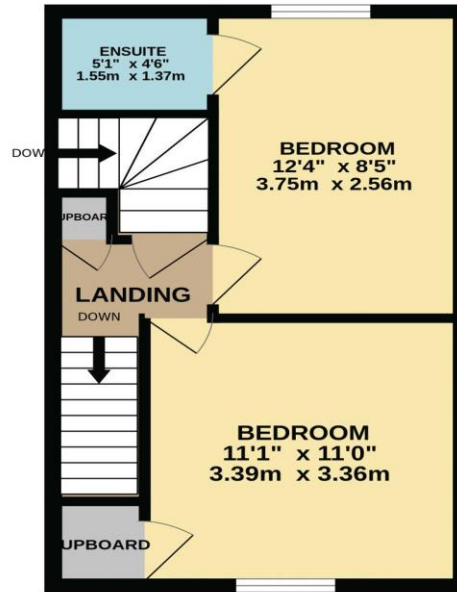 ENSUITE
5'1" x 4'6"
1.55m x 1.37m
DOW
BEDROOM
12'4" x 8'5"
3.75m x 2.56m
UPBOARD
LANDING
DOWN
BEDROOM
11'1" x 11'0"
3.39m x 3.36m
UPBOARD